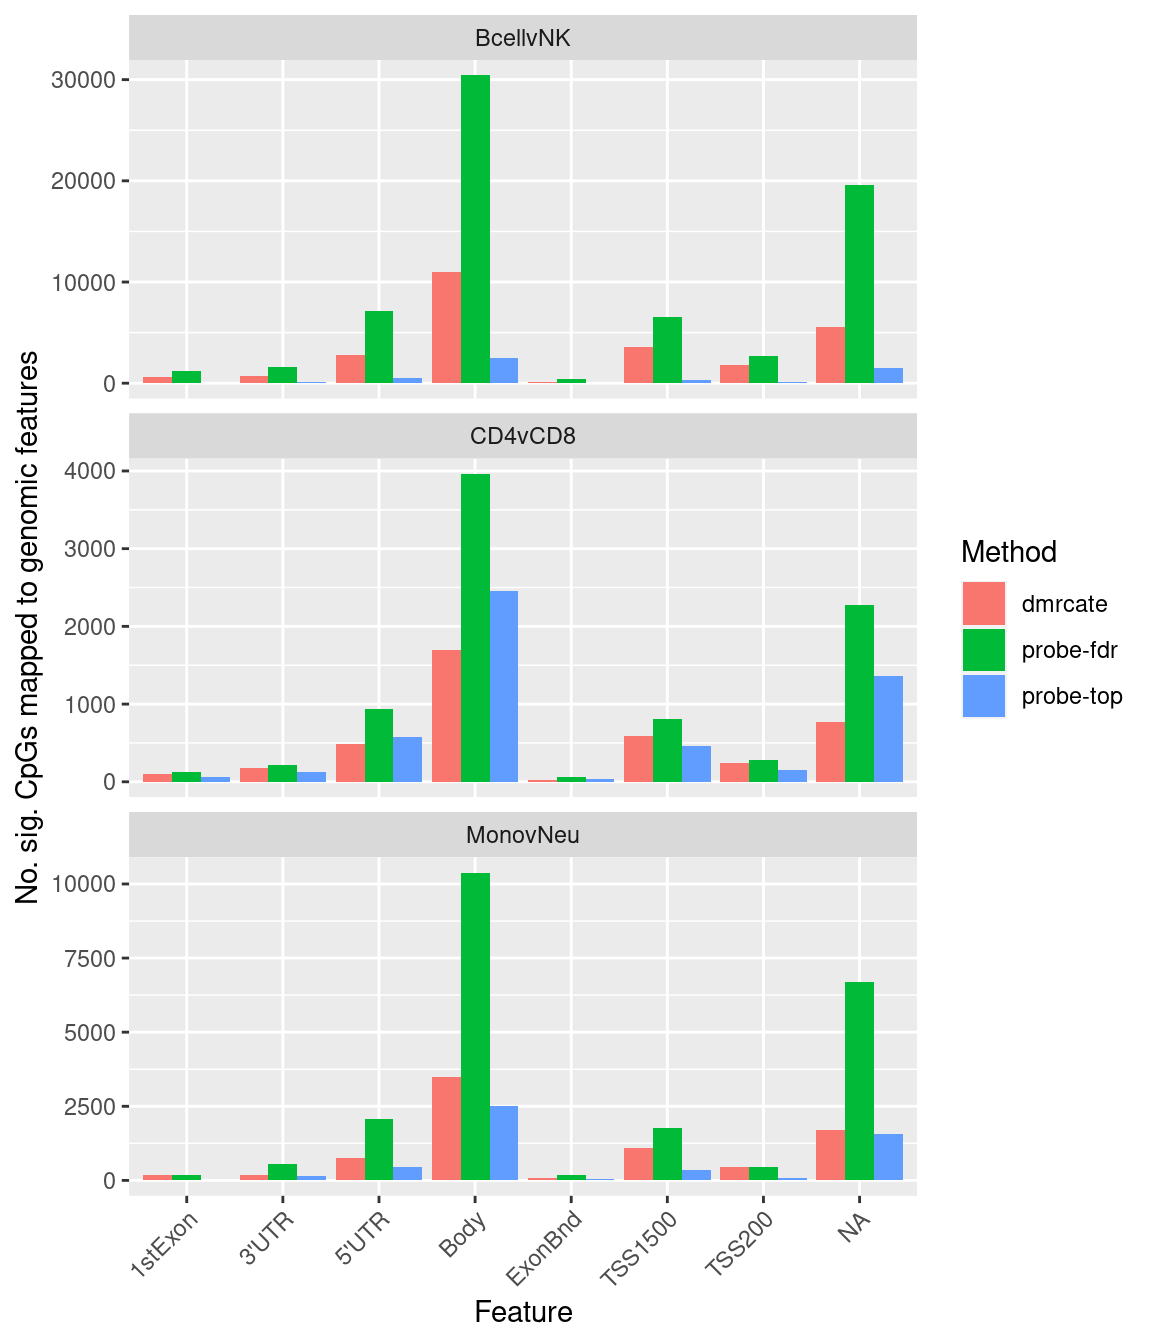 BcellvNK
30000
20000
10000
0
CD4vCD8
4000
3000
2000
1000
0
MonovNeu
10000
7500
5000
2500
0
No. sig. CpGs mapped to genomic features
1stExon
3'UTR
5'UTR
Body
ExonBnd
TSS1500
TSS200
NA
Feature
Method
dmrcate
probe-fdr
probe-top